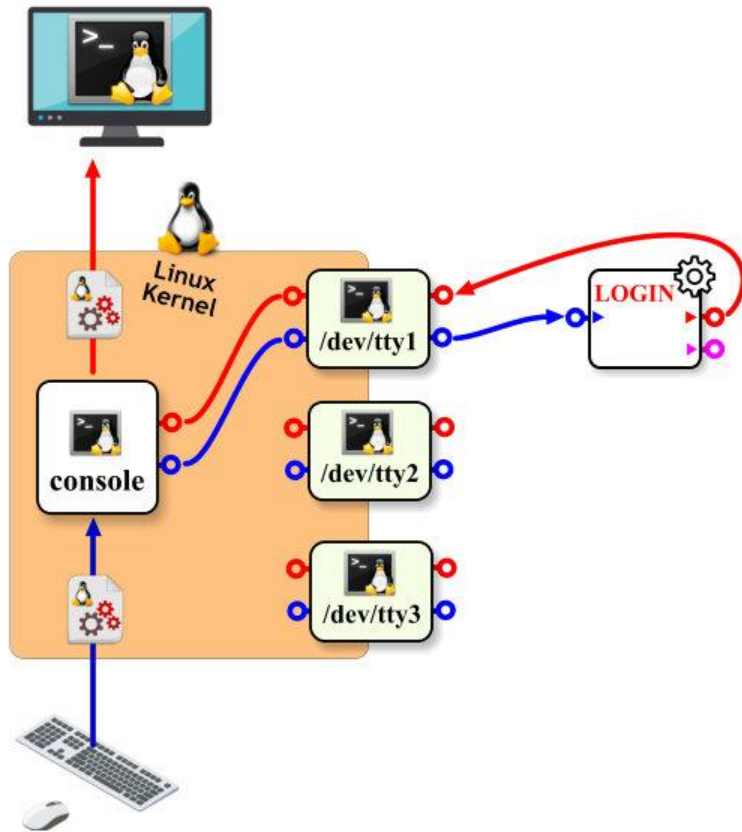 >_
Linux
Kernel
>_
/dev/tty1
LOGIN
>_
console
>_
/dev/tty2
>_
/dev/tty3